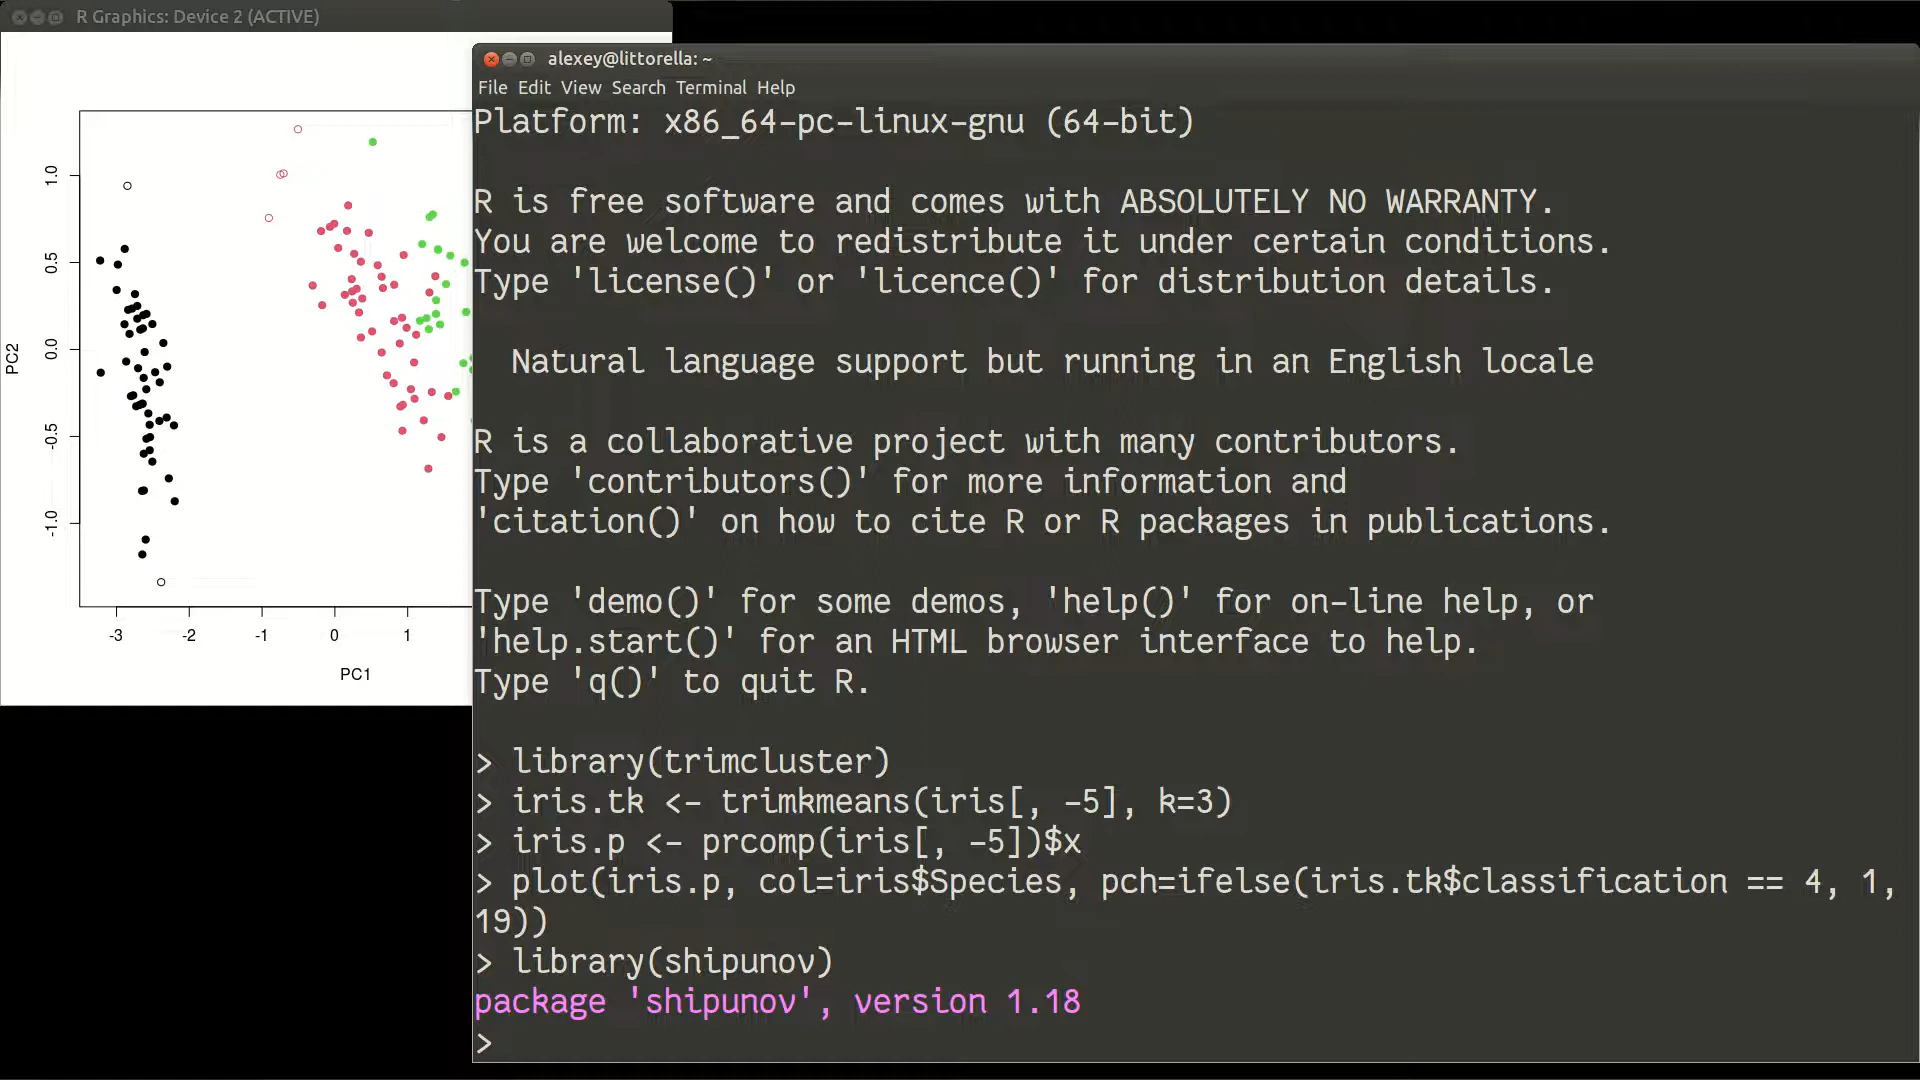 R Graphics: Device 2 (ACTIVE)
PC2
1.0
0.5
0.0
-0.5
-1.0
-3 -2 -1 0 1
PC1
alexey@littorella: ~
File Edit View Search Terminal Help
Platform: x86_64-pc-linux-gnu (64-bit)
R is free software and comes with ABSOLUTELY NO WARRANTY.
You are welcome to redistribute it under certain conditions.
Type 'license()' or 'licence()' for distribution details.
Natural language support but running in an English locale
R is a collaborative project with many contributors.
Type 'contributors()' for more information and
'citation()' on how to cite R or R packages in publications.
Type 'demo()' for some demos, 'help()' for on-line help, or
'help.start()' for an HTML browser interface to help.
Type 'q()' to quit R.
> library(trimcluster)
> iris.tk <- trimkmeans(iris[, -5], k=3)
> iris.p <- prcomp(iris[, -5])$x
> plot(iris.p, col=iris$Species, pch=ifelse(iris.tk$classification == 4, 1,
19))
> library(shipunov)
package 'shipunov', version 1.18
>